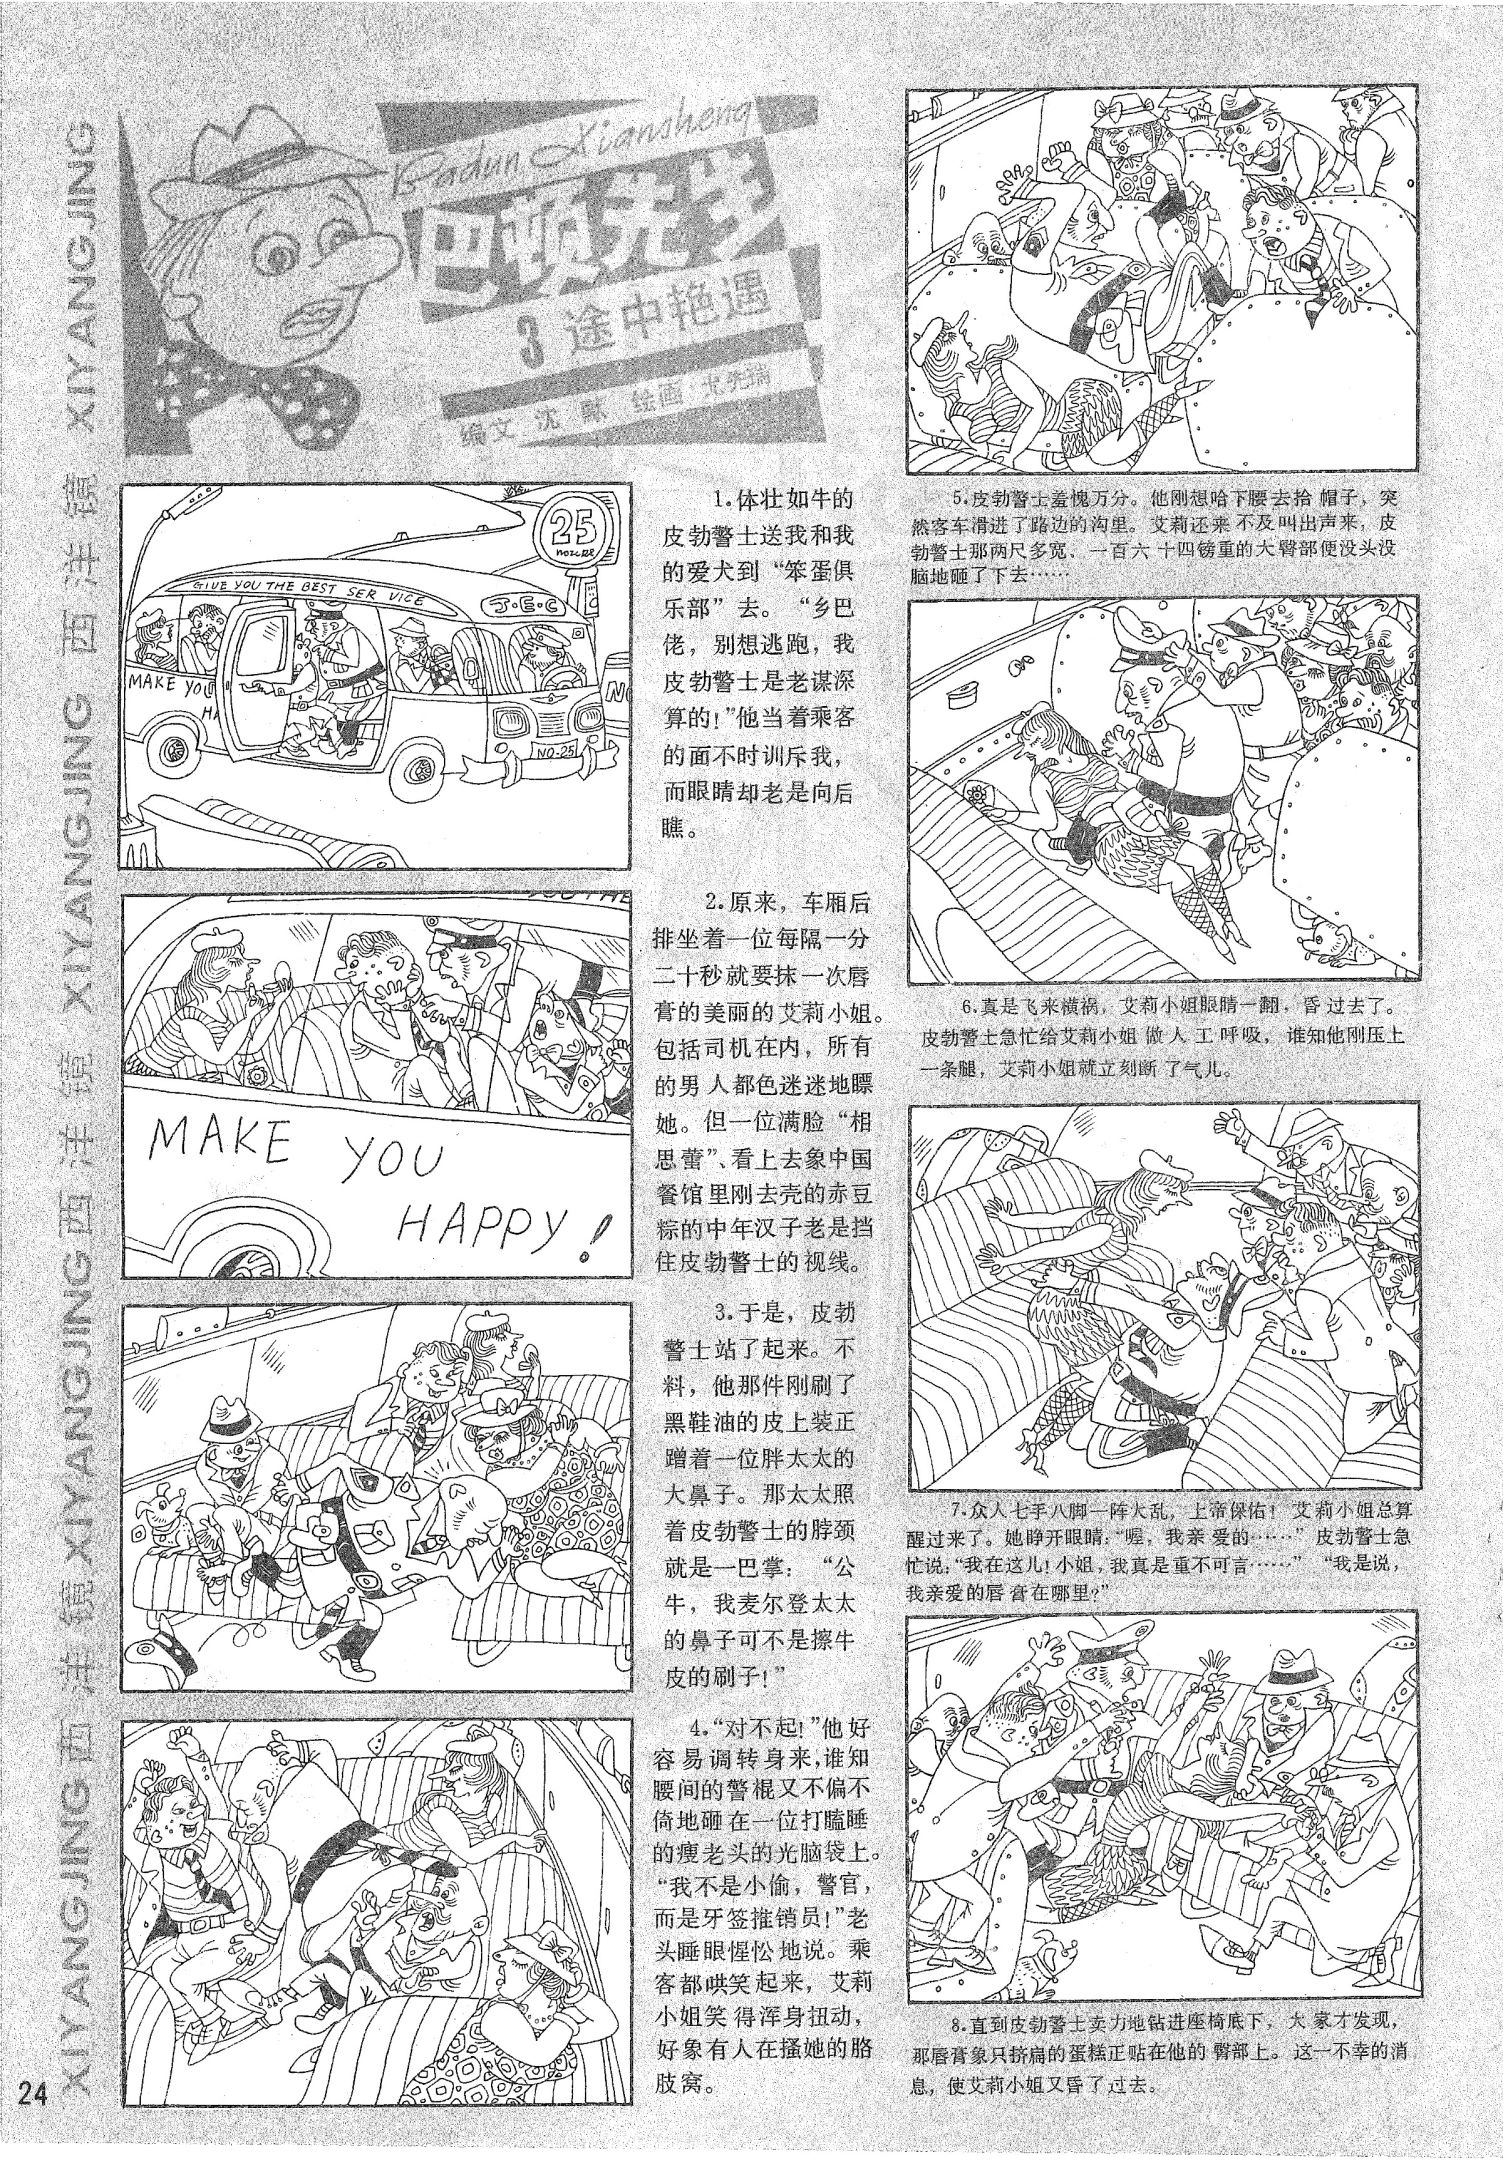 Badun Xiansheng
巴顿先生
3 途中艳遇
编文 沈 默 绘画
25
GIVE YOU THE BEST SER VICE
J·E·C
MAKE YOU
HA
NO-25
N
1.体壮如牛的
皮勃警士送我和我
的爱犬到“笨蛋俱
乐部”去。“乡巴
佬，别想逃跑，我
皮勃警士是老谋深
算的！”他当着乘客
的面不时训斥我，
而眼睛却老是向后
瞧。
MAKE YOU
HAPPY!
2.原来，车厢后
排坐着一位每隔一分
二十秒就要抹一次唇
膏的美丽的艾莉小姐。
包括司机在内，所有
的男人都色迷迷地瞟
她。但一位满脸“相
思蕾”、看上去象中国
餐馆里刚去壳的赤豆
粽的中年汉子老是挡
住皮勃警士的视线。
3.于是，皮勃
警士站了起来。不
料，他那件刚刷了
黑鞋油的皮上装正
蹭着一位胖太太的
大鼻子。那太太照
着皮勃警士的脖颈
就是一巴掌：“公
牛，我麦尔登太太
的鼻子可不是擦牛
皮的刷子！”
4.“对不起！”他好
容易调转身来，谁知
腰间的警棍又不偏不
倚地砸在一位打瞌睡
的瘦老头的光脑袋上。
“我不是小偷，警官，
而是牙签推销员！”老
头睡眼惺忪地说。乘
客都哄笑起来，艾莉
小姐笑得浑身扭动，
好象有人在搔她的胳
肢窝。
5.皮勃警士羞愧万分。他刚想哈下腰去拾帽子，突
然客车滑进了路边的沟里。艾莉还来不及叫出声来，皮
勃警士那两尺多宽，一百六十四镑重的大臀部便没头没
脑地砸了下去……
6.真是飞来横祸，艾莉小姐眼睛一翻，昏过去了。
皮勃警士急忙给艾莉小姐做人工呼吸，谁知他刚压上
一条腿，艾莉小姐就立刻断了气儿。
7.众人七手八脚一阵大乱，上帝保佑！艾莉小姐总算
醒过来了。她睁开眼睛：“喔，我亲爱的……”皮勃警士急
忙说：“我在这儿！小姐，我真是重不可言……”“我是说，
我亲爱的唇膏在哪里？”
8.直到皮勃警士卖力地钻进座椅底下，大家才发现，
那唇膏象只挤扁的蛋糕正贴在他的臀部上。这一不幸的消
息，使艾莉小姐又昏了过去。
XIYANGJING 西洋镜 XIYANGJING 西洋镜 XIYANGJING 西洋镜 XIYANGJING
24